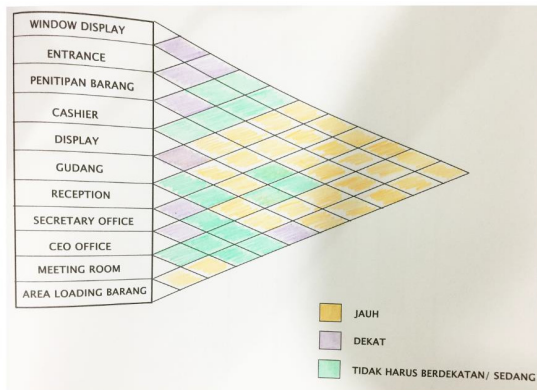 WINDOW DISPLAY
ENTRANCE
PENITIPAN BARANG
CASHIER
DISPLAY
GUDANG
RECEPTION
SECRETARY OFFICE
CEO OFFICE
MEETING ROOM
AREA LOADING BARANG
JAUH
DEKAT
TIDAK HARUS BERDEKATAN/ SEDANG